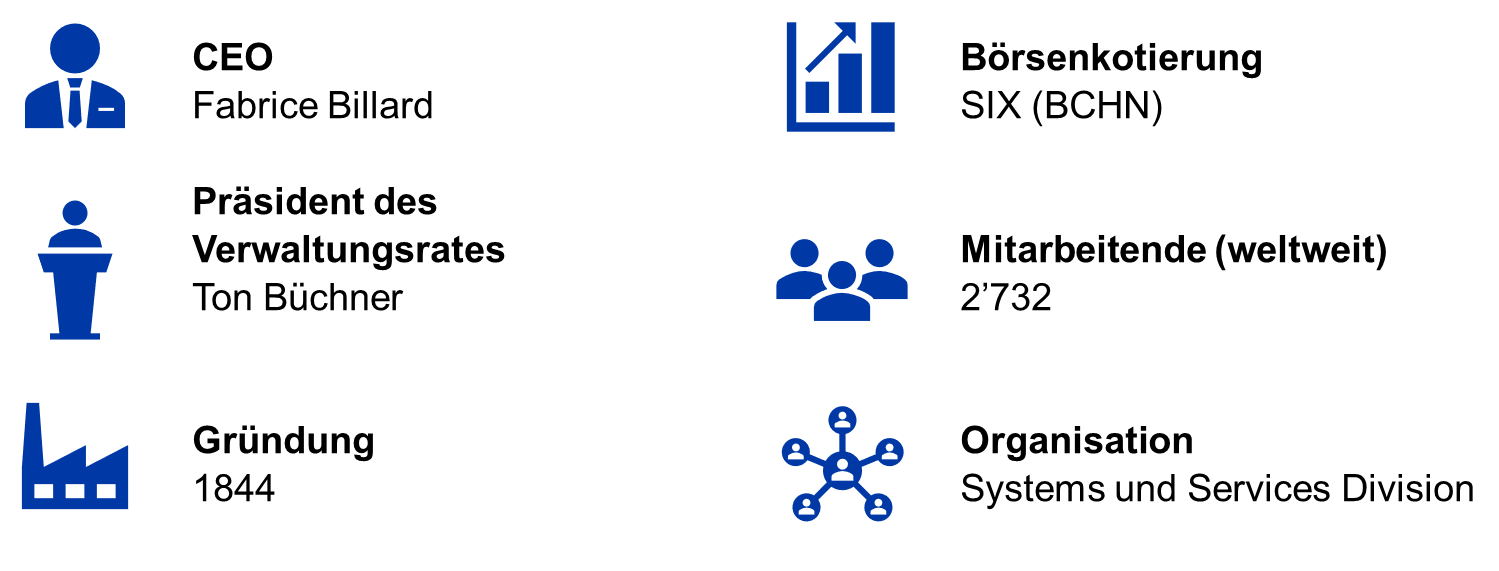 CEO
Fabrice Billard
Präsident des
Verwaltungsrates
Ton Büchner
Gründung
1844
Börsenkotierung
SIX (BCHN)
Mitarbeitende (weltweit)
2’732
Organisation
Systems und Services Division